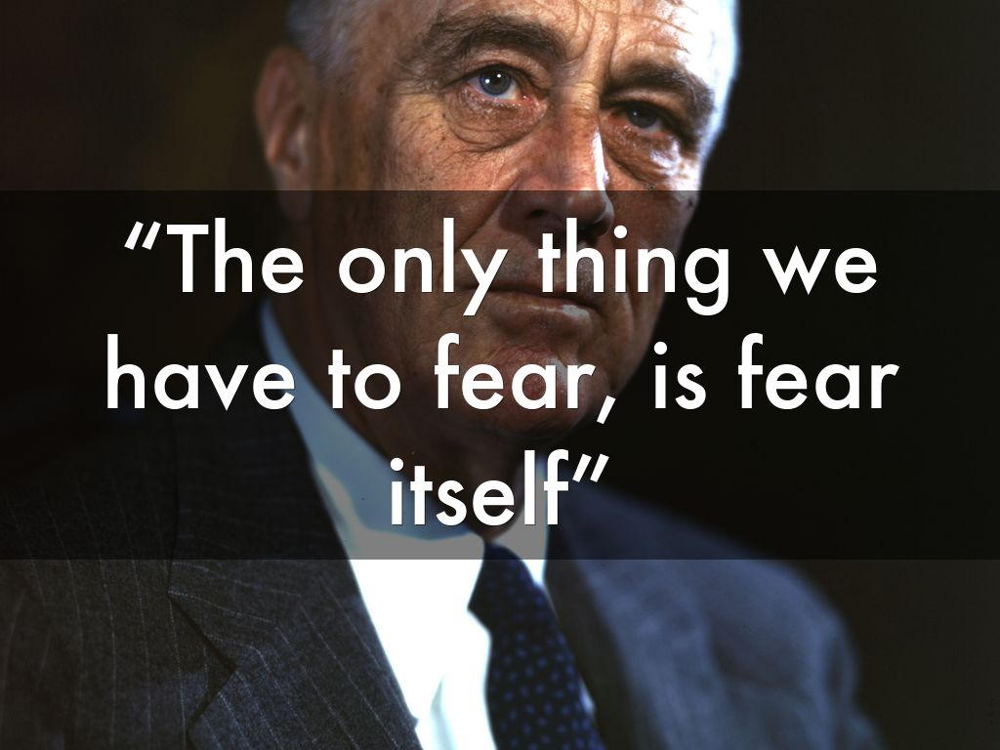 “The only thing we
have to fear, is fear
itself”